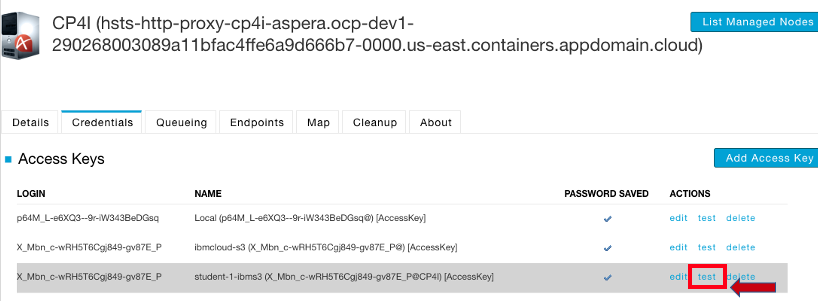 CP4I (hsts-http-proxy-cp4i-aspera.ocp-dev1-
290268003089a11bfac4ffe6a9d666b7-0000.us-east.containers.appdomain.cloud)
List Managed Nodes
Details Credentials Queueing Endpoints Map Cleanup About
Access Keys
Add Access Key
LOGIN NAME PASSWORD SAVED ACTIONS
p64M_L-e6XQ3--9r-iW343BeDGsq Local (p64M_L-e6XQ3--9r-iW343BeDGsq@) [AccessKey] edit test delete
X_Mbn_c-wRH5T6Cgj849-gv87E_P ibmcloud-s3 (X_Mbn_c-wRH5T6Cgj849-gv87E_P@) [AccessKey] edit test delete
X_Mbn_c-wRH5T6Cgj849-gv87E_P student-1-ibms3 (X_Mbn_c-wRH5T6Cgj849-gv87E_P@CP4I) [AccessKey] edit test delete